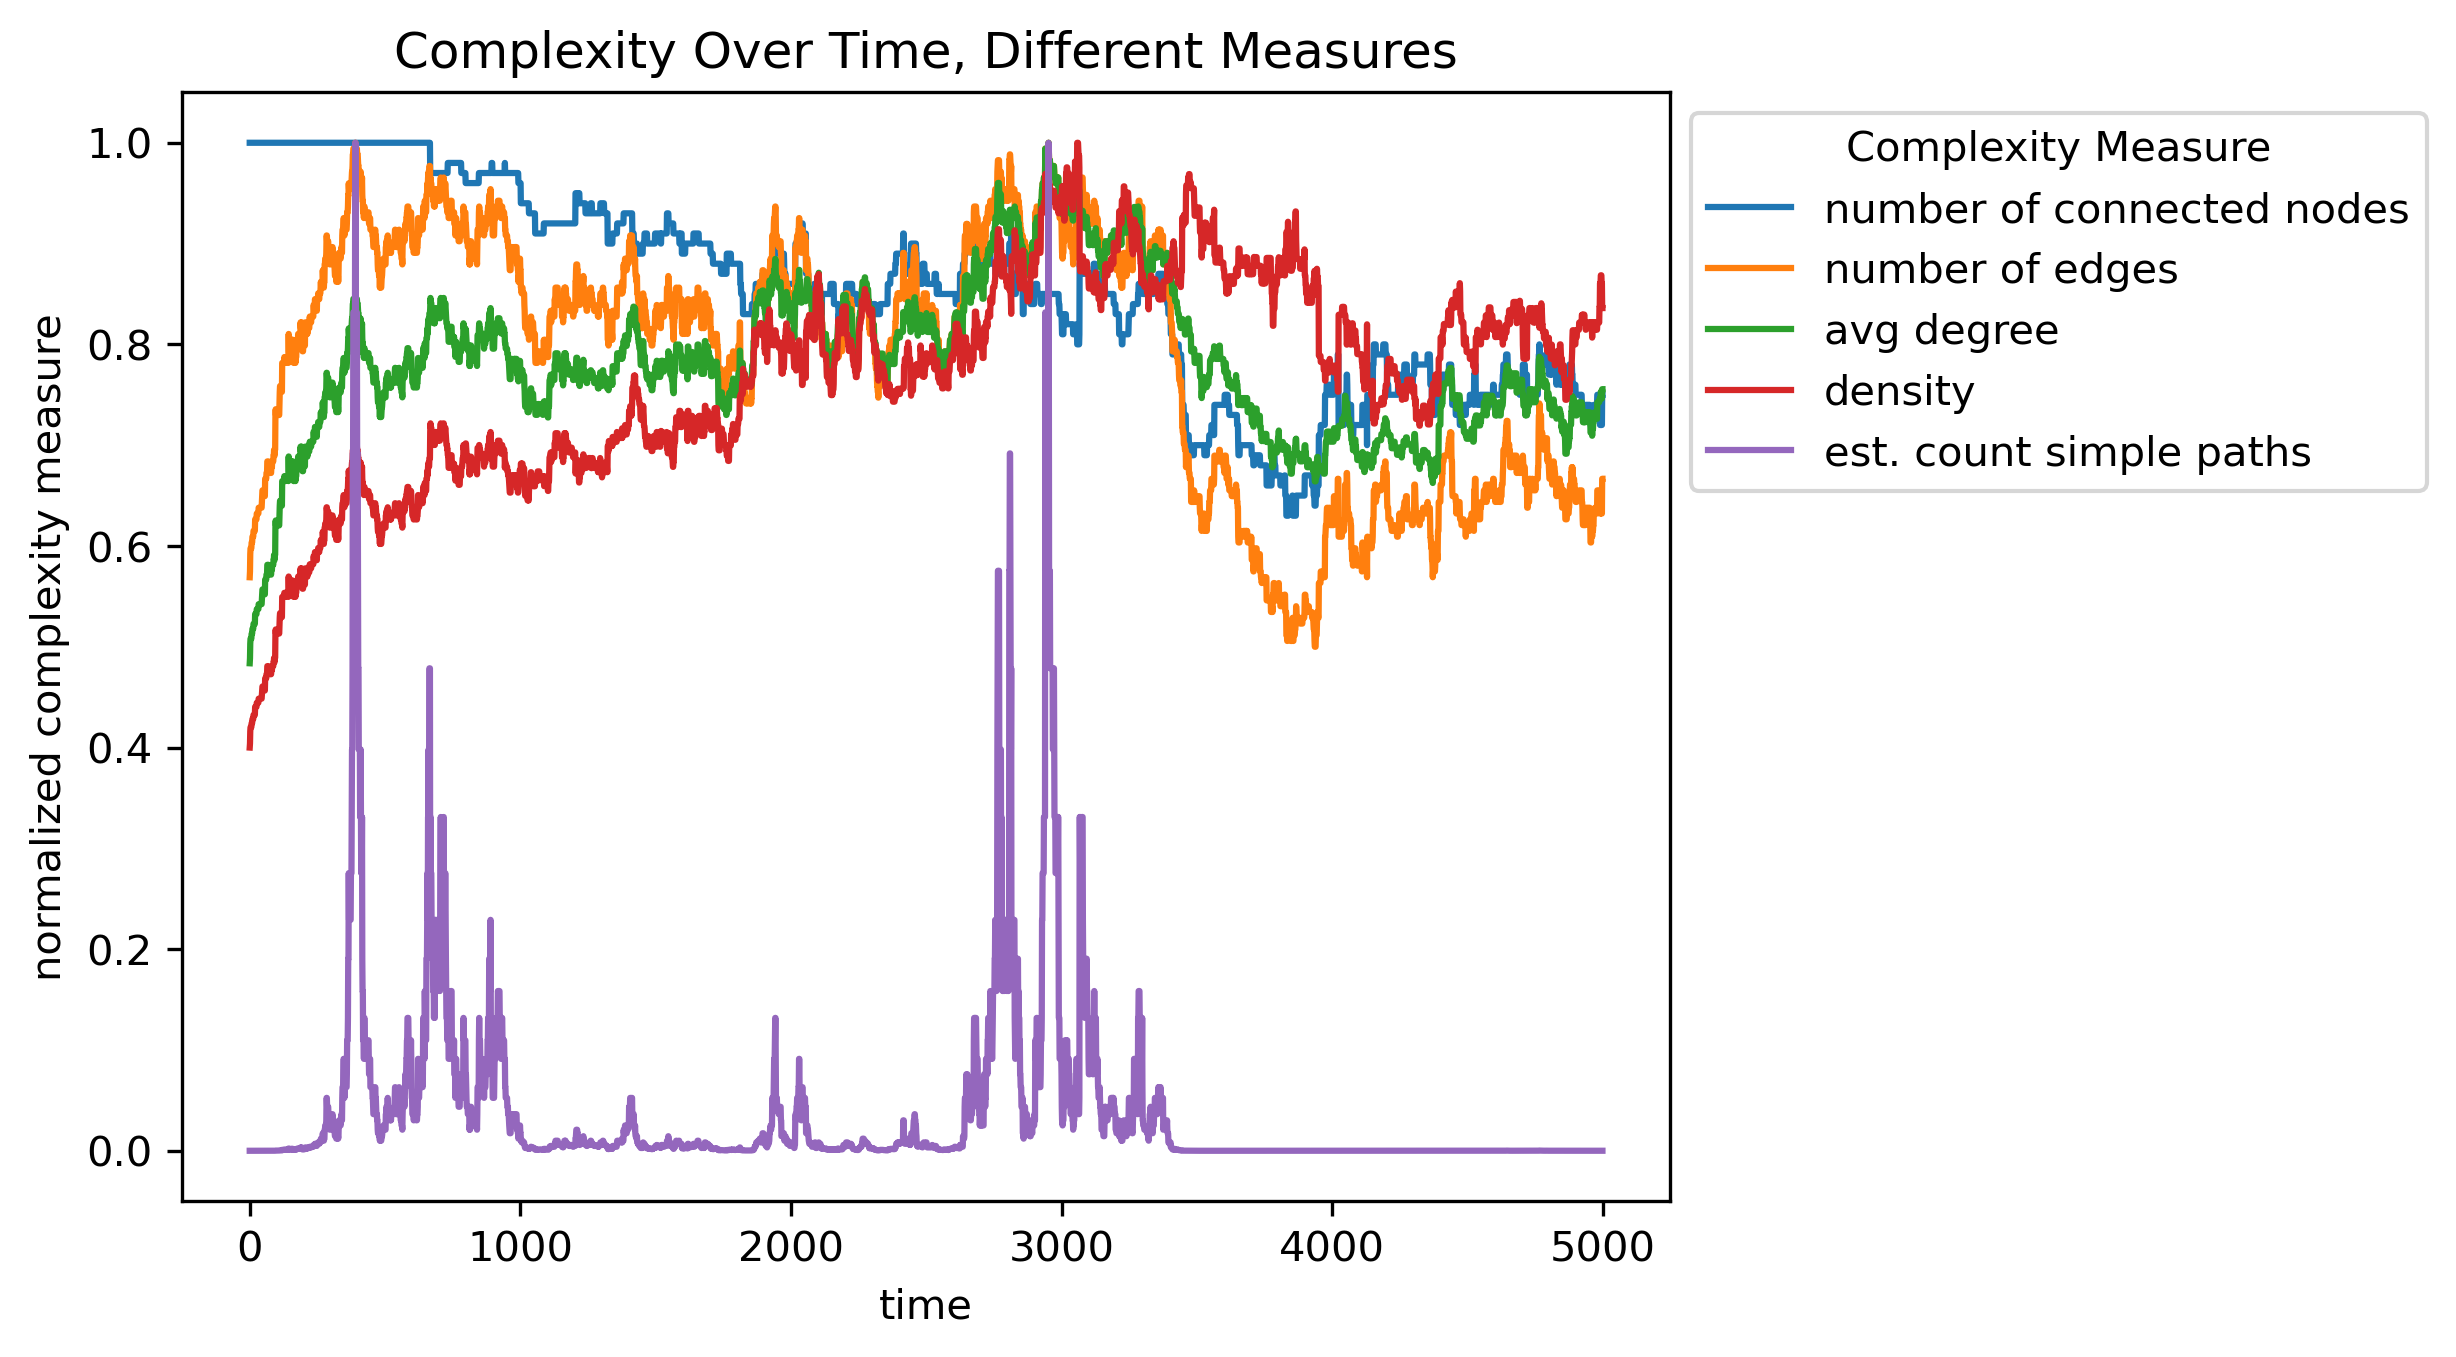 Complexity Over Time, Different Measures
normalized complexity measure
1.0
0.8
0.6
0.4
0.2
0.0
0 1000 2000 3000 4000 5000
time
Complexity Measure
number of connected nodes
number of edges
avg degree
density
est. count simple paths